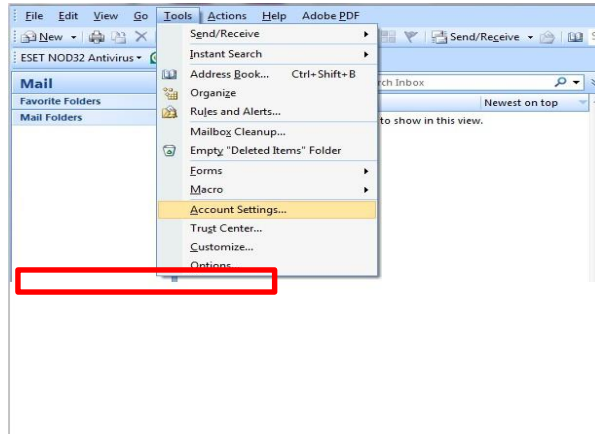 File Edit View Go Tools Actions Help Adobe PDF
New Send/Receive
ESET NOD32 Antivirus
Mail
Favorite Folders
Mail Folders
Send/Receive
Instant Search
Address Book... Ctrl+Shift+B
Organize
Rules and Alerts...
Mailbox Cleanup...
Empty "Deleted Items" Folder
Forms
Macro
Account Settings...
Trust Center...
Customize...
Options
rch Inbox
Newest on top
to show in this view.